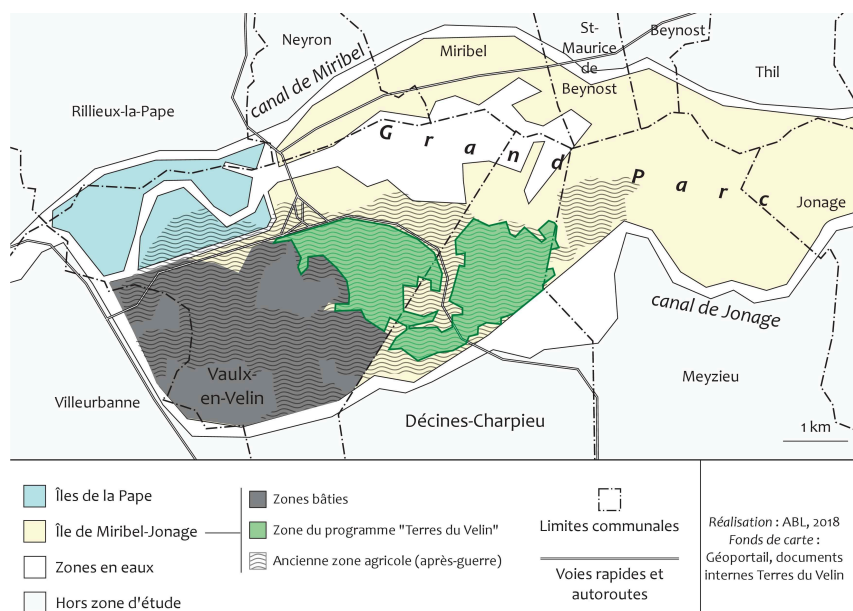 Neyron
Miribel
St-
Maurice
de
Beynost
Beynost
Thil
canal de Miribel
Rillieux-la-Pape
Grand
Parc
Jonage
canal de Jonage
Vaulx-
en-Velin
Villeurbanne
Décines-Charpieu
Meyzieu
1 km
Îles de la Pape
Île de Miribel-Jonage
Zones en eaux
Hors zone d'étude
Zones bâties
Zone du programme "Terres du Velin"
Ancienne zone agricole (après-guerre)
Limites communales
Voies rapides et
autoroutes
Réalisation : ABL, 2018
Fonds de carte :
Géoportail, documents
internes Terres du Velin